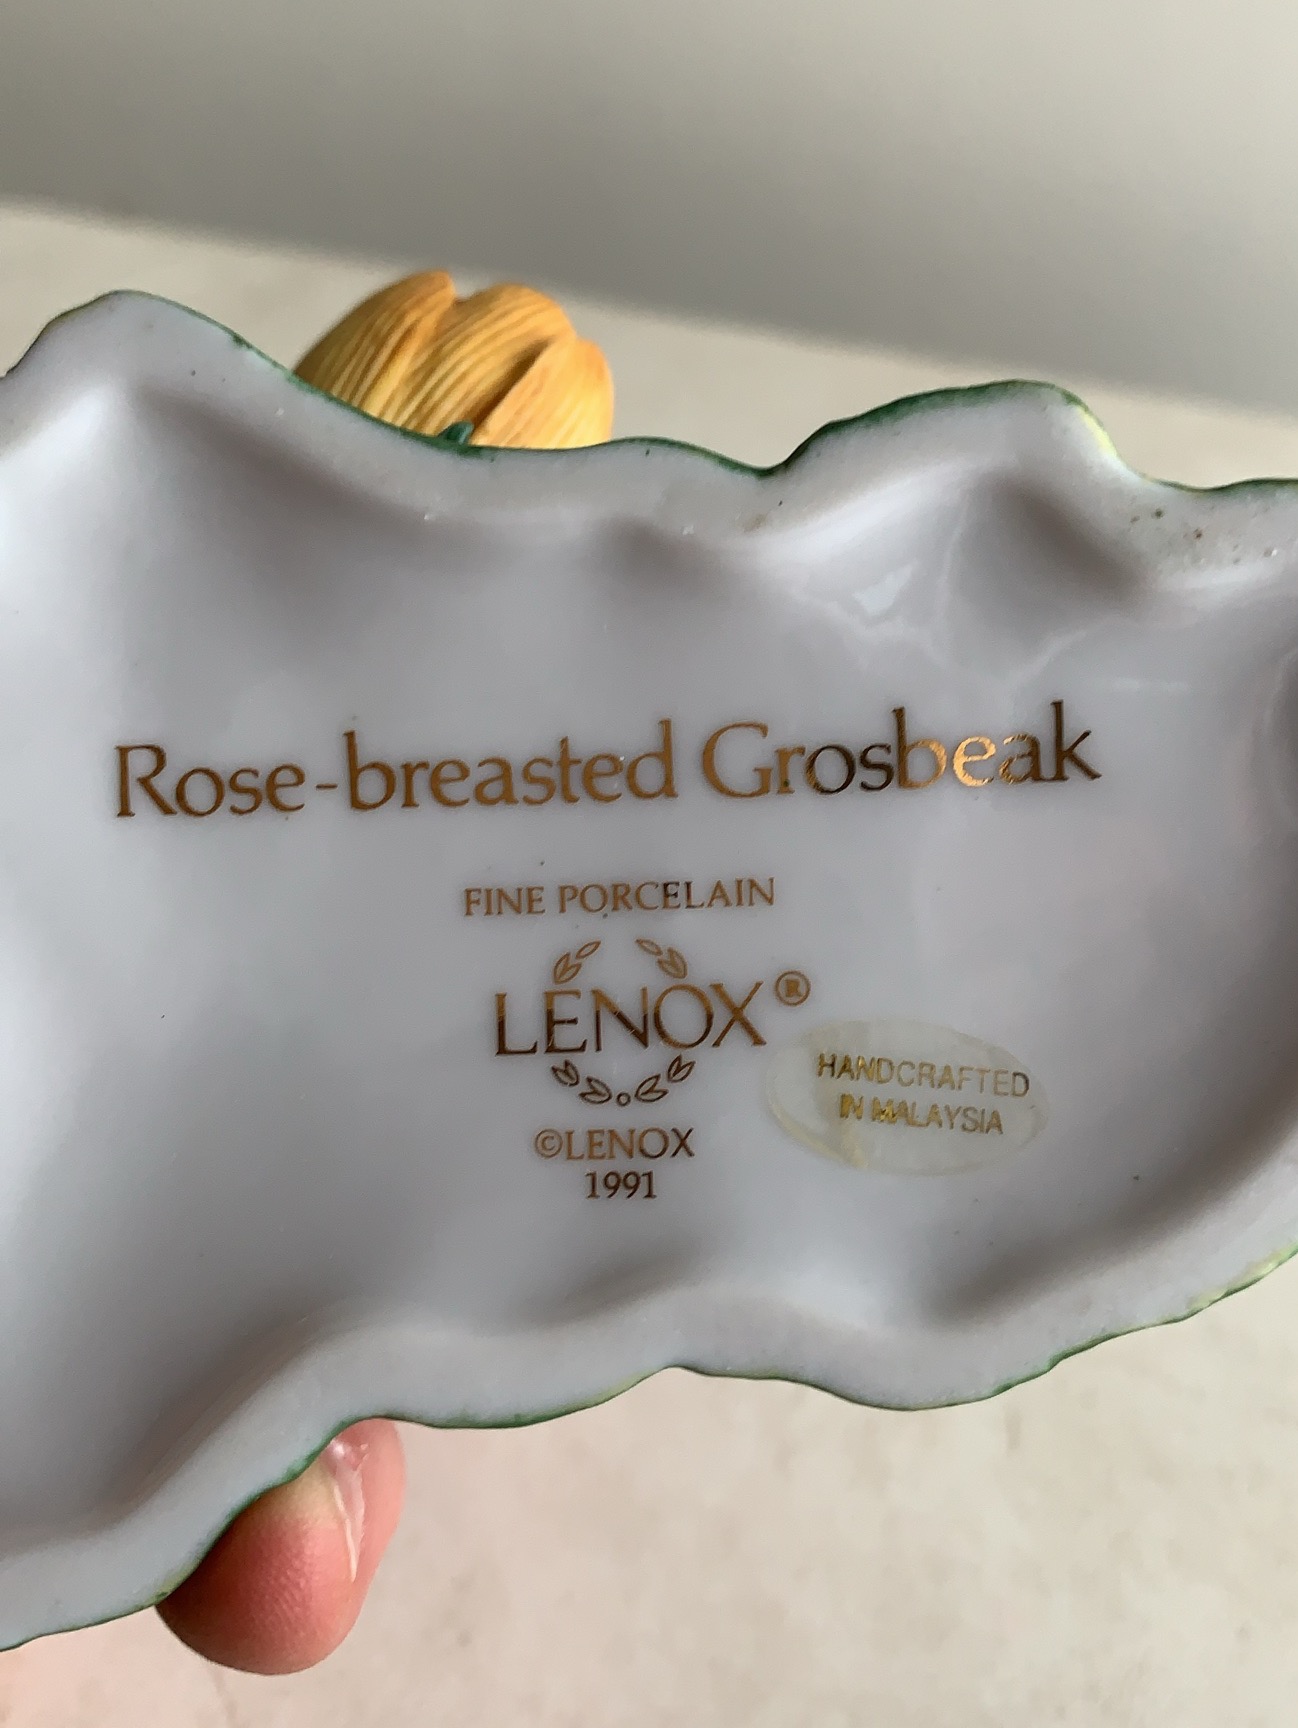 Rose-breasted Grosbeak
FINE PORCELAIN
LENOX®
©LENOX
1991
HANDCRAFTED
IN MALAYSIA